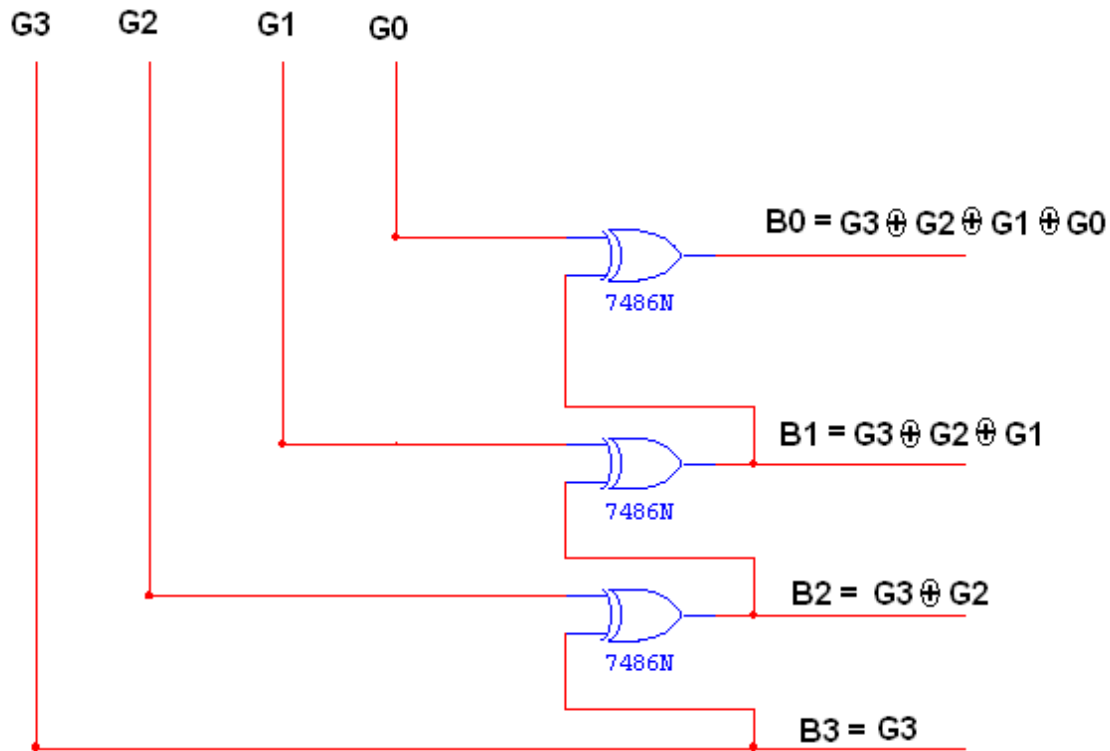 G3 G2 G1 G0
B0 = G3 ⊕ G2 ⊕ G1 ⊕ G0
7486N
B1 = G3 ⊕ G2 ⊕ G1
7486N
B2 = G3 ⊕ G2
7486N
B3 = G3